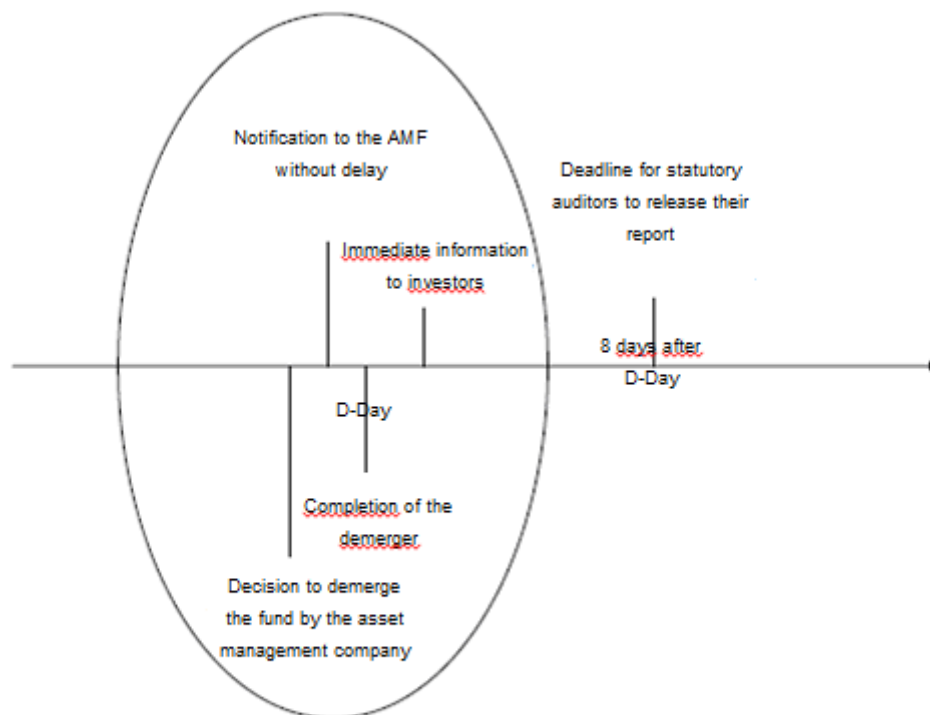 Notification to the AMF
without delay
Deadline for statutory
auditors to release their
report
Immediate information
to investors
8 days after
D-Day
D-Day
Completion of the
demerger
Decision to demerge
the fund by the asset
management company